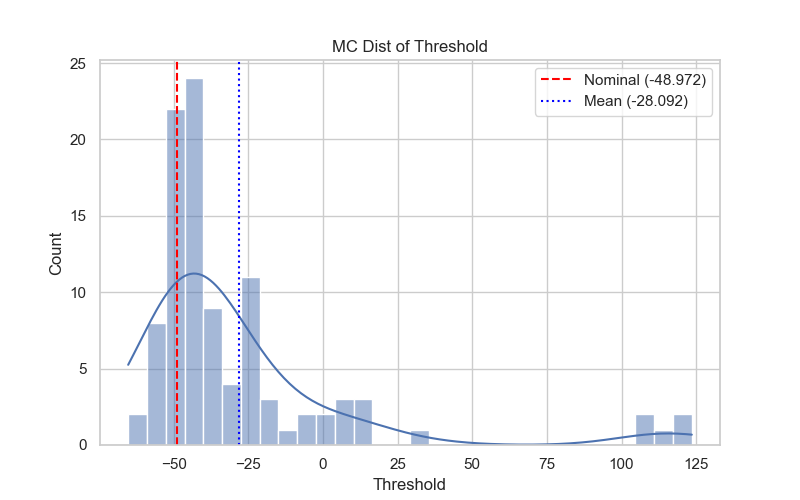 MC Dist of Threshold
Nominal (-48.972)
Mean (-28.092)
Count
25
20
15
10
5
0
−50
−25
0
25
50
75
100
125
Threshold